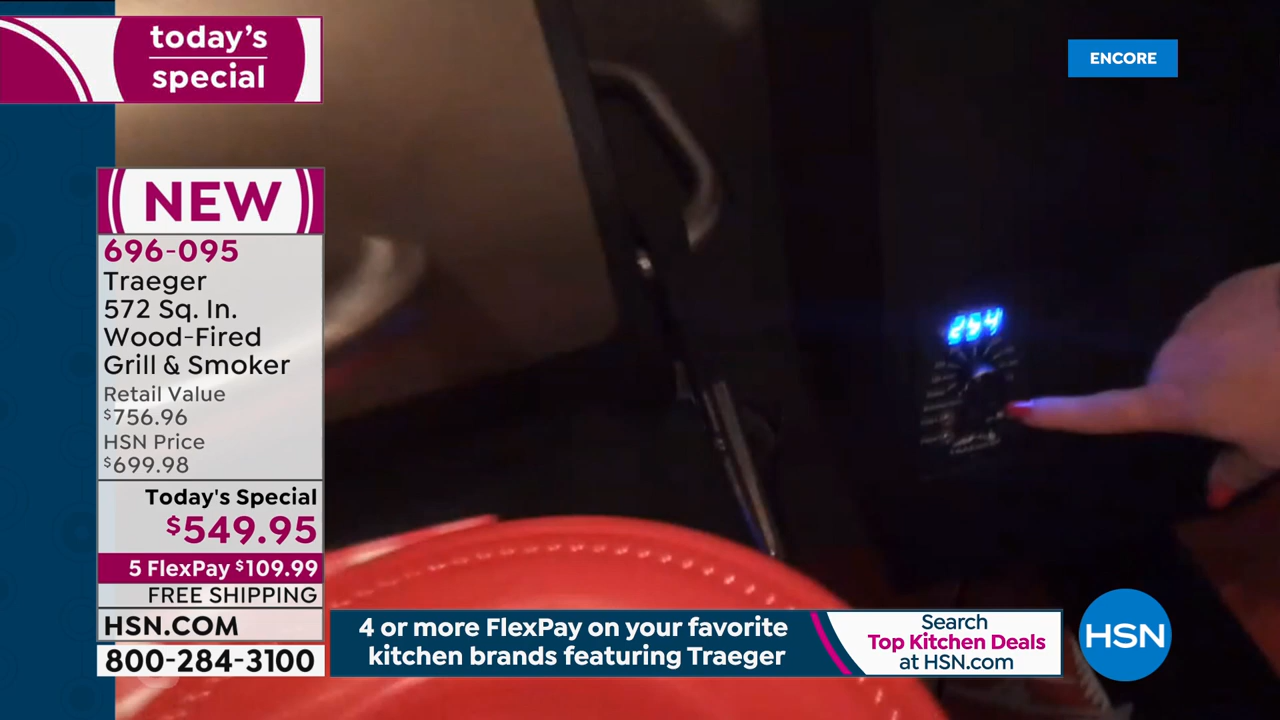 today's
special
ENCORE
NEW
696-095
Traeger
572 Sq. In.
Wood-Fired
Grill & Smoker
Retail Value
$756.96
HSN Price
$699.98
Today's Special
$549.95
5 FlexPay $109.99
FREE SHIPPING
HSN.COM
800-284-3100
254
4 or more FlexPay on your favorite
kitchen brands featuring Traeger
Search
Top Kitchen Deals
at HSN.com
HSN